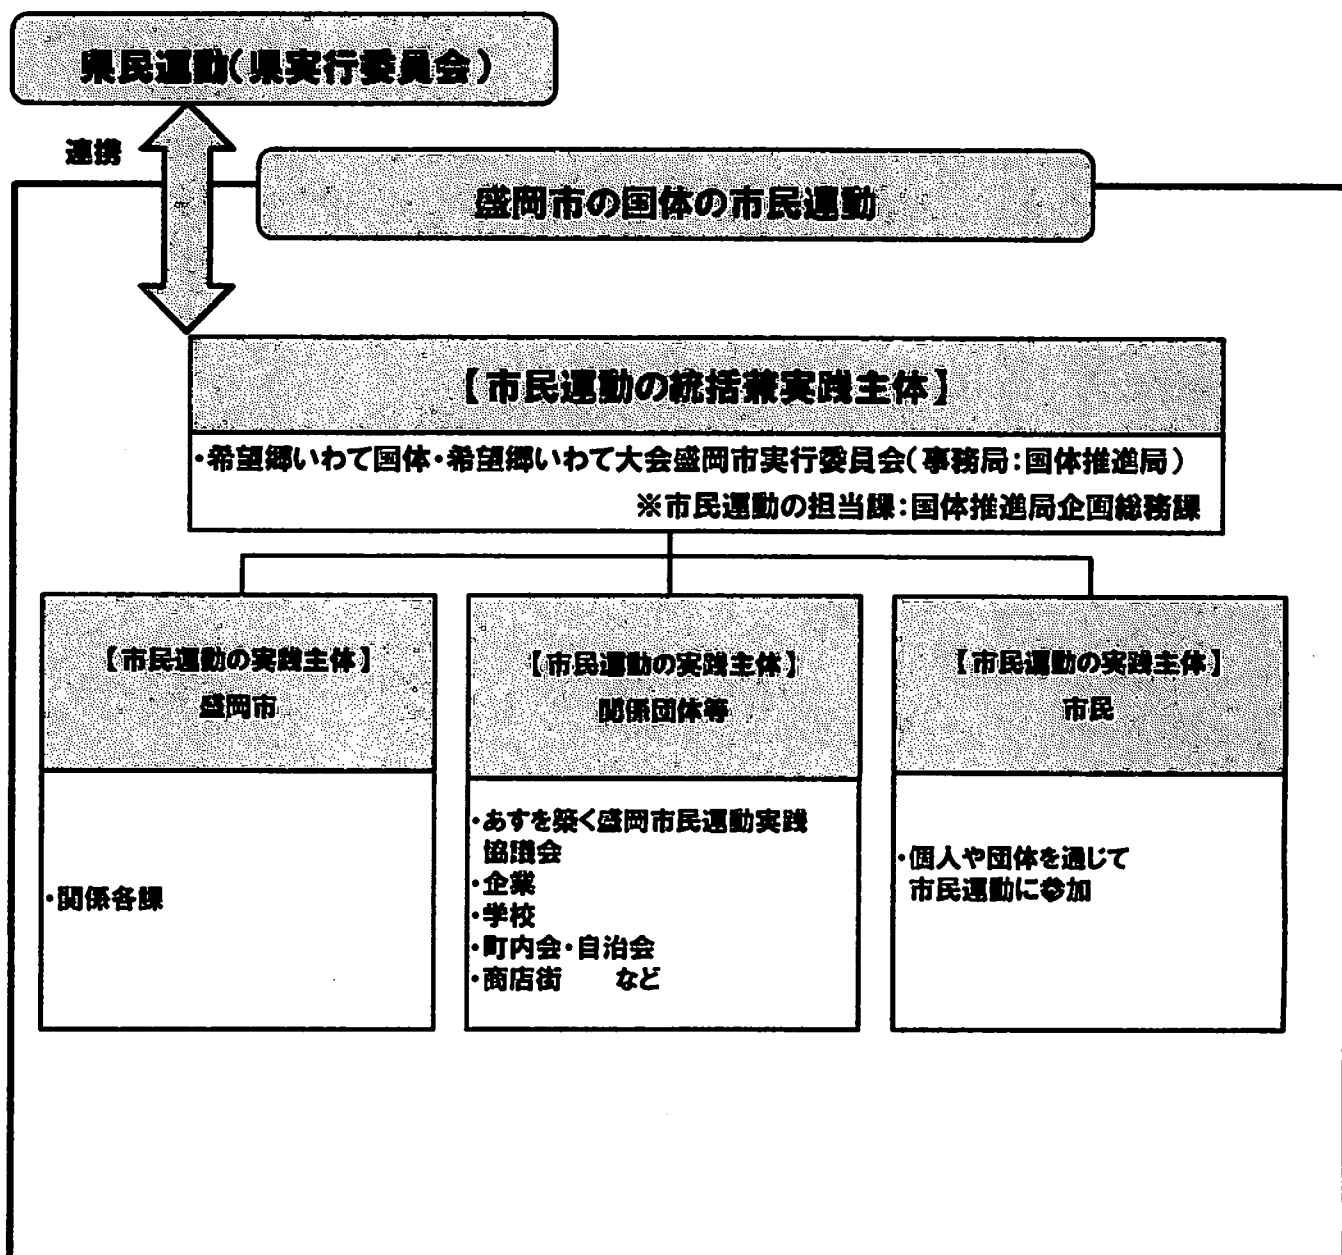 県民運動(県実行委員会)
連携
盛岡市の国体の市民運動
【市民運動の統括兼実践主体】
・希望郷いわて国体・希望郷いわて大会盛岡市実行委員会(事務局:国体推進局)
※市民運動の担当課:国体推進局企画総務課
【市民運動の実践主体】
盛岡市
・関係各課
【市民運動の実践主体】
関係団体等
・あすを築く盛岡市民運動実践
協議会
・企業
・学校
・町内会・自治会
・商店街 など
【市民運動の実践主体】
市民
・個人や団体を通じて
市民運動に参加